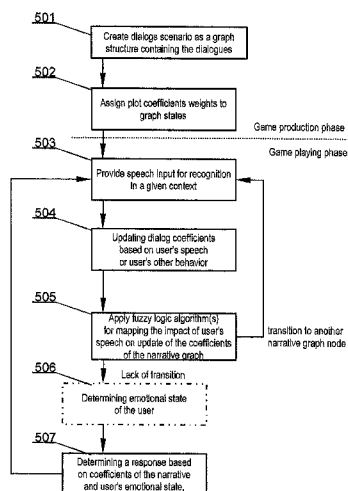 501
Create dialogs scenario as a graph
structure containing the dialogues
502
Assign plot coefficients weights to
graph states
Game production phase
Game playing phase
503
Provide speech Input for recognition
in a given context
504
Updating dialog coefficients
based on user's speech
or user's other behavior
505
Apply fuzzy logic algorithm(s}
for mapping the impact of user's
speech on update of the coefficients
of the narrative graph
transition to another
narrative graph node
Lack of transition
506
Determining emotional state
of the user
507
Determining a response based
on coefficients of the narrative
and user's emotional state,